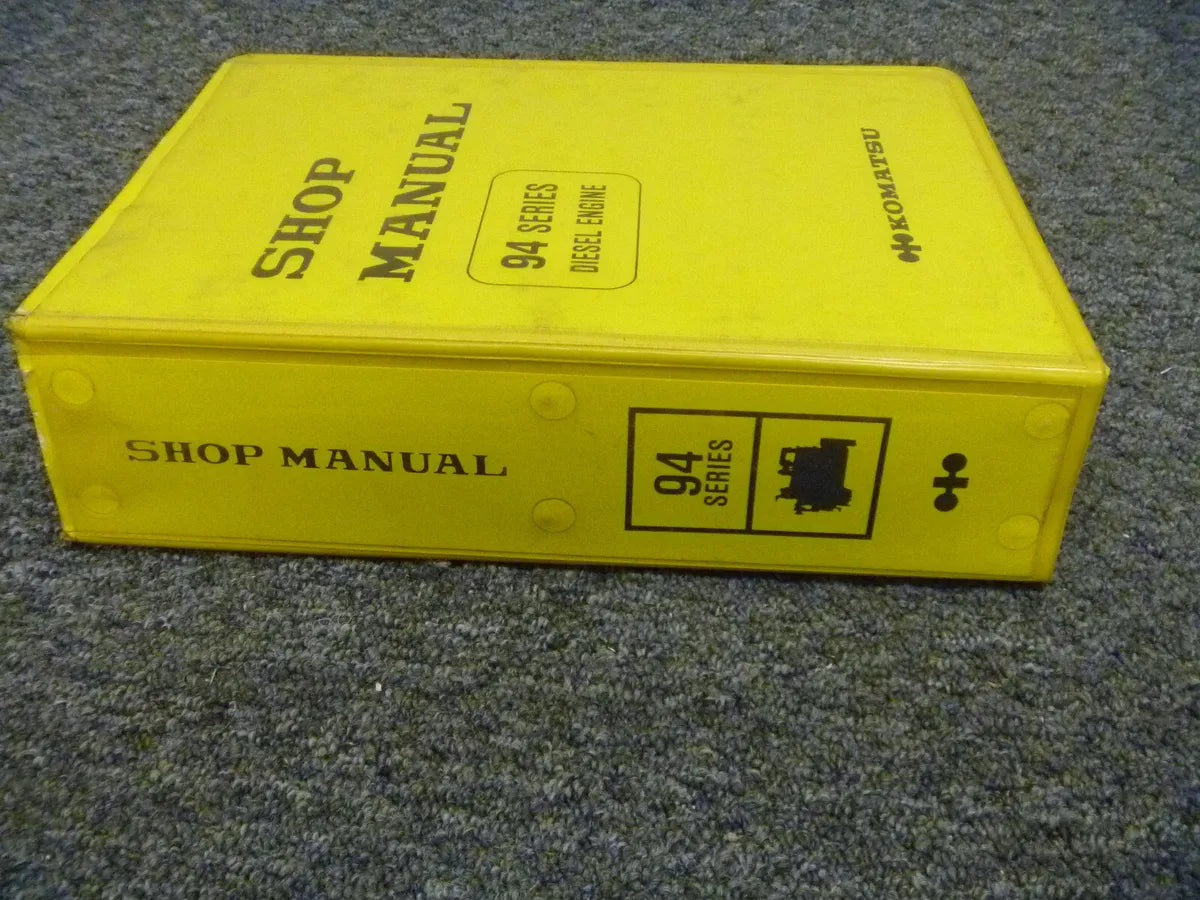 SHOP
MANUAL
94 SERIES
DIESEL ENGINE
KOMATSU
SHOP MANUAL
94
SERIES